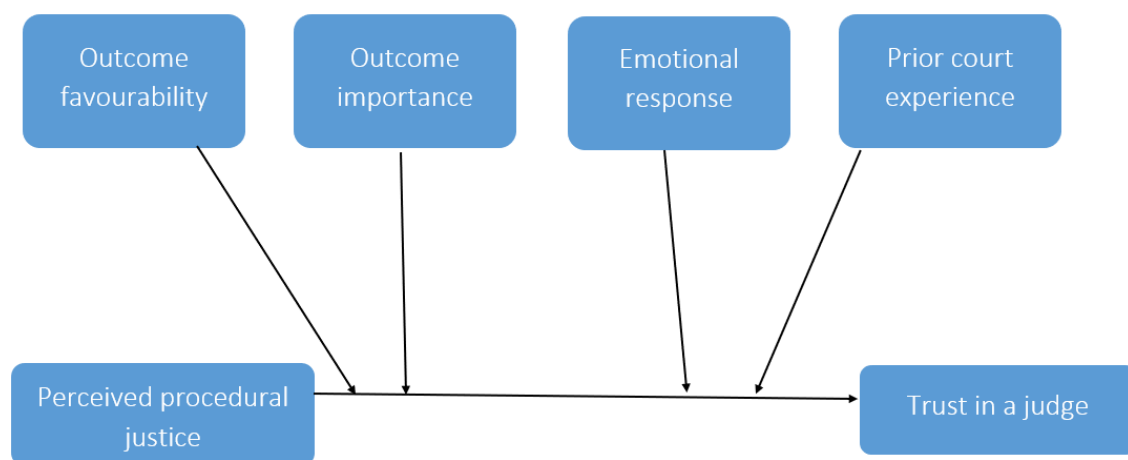 Outcome
favourability
Outcome
importance
Emotional
response
Prior court
experience
Perceived procedural
justice
Trust in a judge